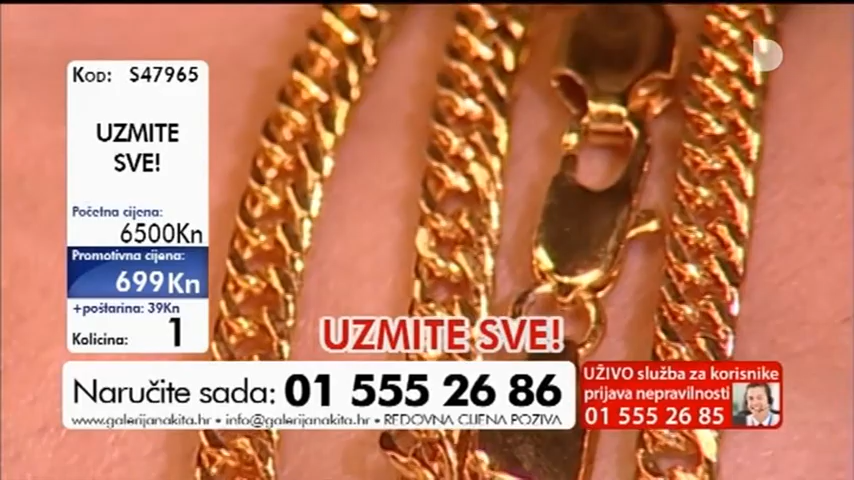 Kod: S47965
UZMITE
SVE!
Početna cijena:
6500Kn
Promotivna cijena:
699Kn
+poštarina: 39Kn
Kolicina: 1
UZMITE SVE!
Naručite sada: 01 555 26 86
www.galerijanakita.hr • info@galerijanakita.hr • REDOVNA CIJENA POZIVA
UŽIVO služba za korisnike
prijava nepravilnosti
01 555 26 85